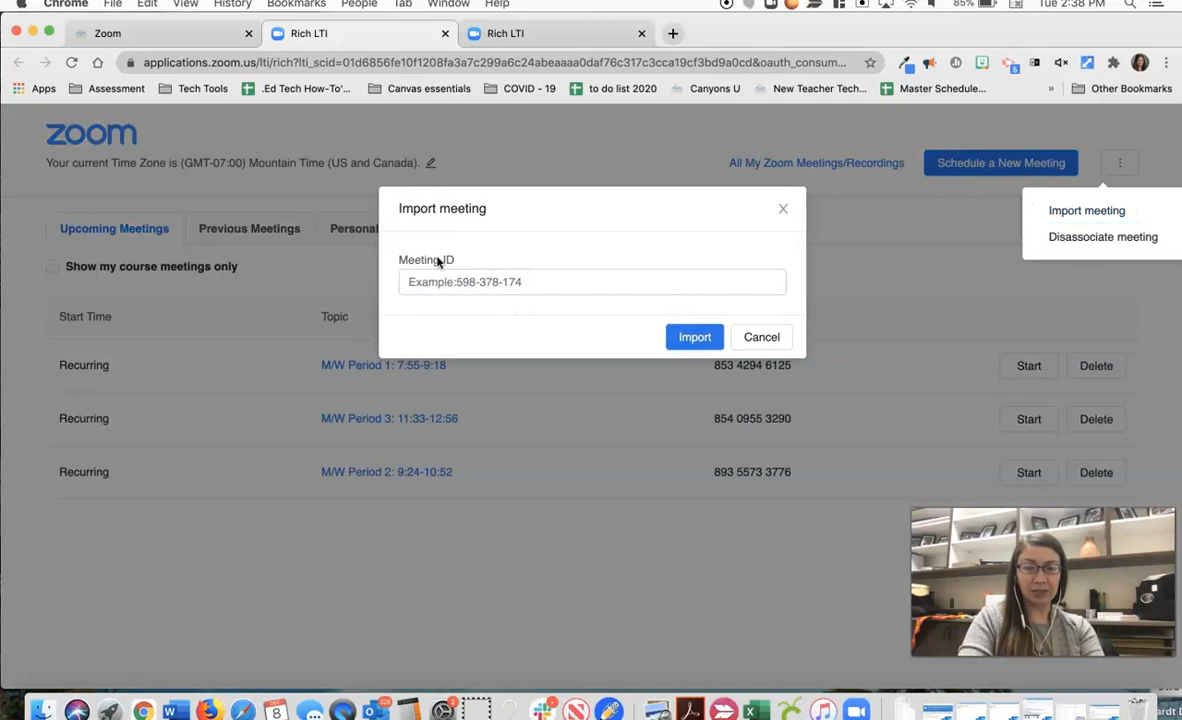 Chrome File Edit View History Bookmarks People Tab Window Help 85% Tue 2:38 PM
Zoom Rich LTI Rich LTI
applications.zoom.us/lti/rich?lti_scid=01d6856fe10f1208fa3a7c299a6c24abeaaaa0daf76c317c3cca19cf3bd9a0cd&oauth_consum...
Apps Assignment Tech Tools .Ed Tech How-To'... Canvas essentials COVID - 19 to do list 2020 Canyons U New Teacher Tech... Master Schedule... » Other Bookmarks
zoom
Your current Time Zone is (GMT-07:00) Mountain Time (US and Canada).
All My Zoom Meetings/Recordings Schedule a New Meeting
Import meeting
Disassociate meeting
Upcoming Meetings Previous Meetings Personal
Show my course meetings only
Import meeting
Meeting ID
Example:598-378-174
Import Cancel
Start Time Topic
Recurring M/W Period 1: 7:55-9:18 853 4294 6125 Start Delete
Recurring M/W Period 3: 11:33-12:56 854 0955 3290 Start Delete
Recurring M/W Period 2: 9:24-10:52 893 5573 3776 Start Delete